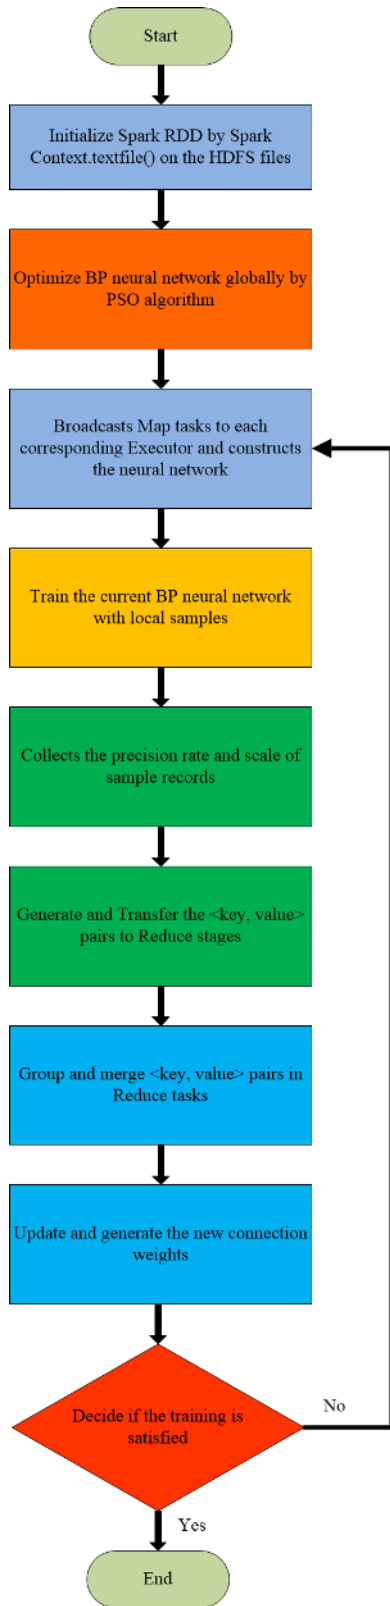 Start
Initialize Spark RDD by Spark
Context.textfile() on the HDFS files
Optimize BP neural network globally by
PSO algorithm
Broadcasts Map tasks to each
corresponding Executor and constructs
the neural network
Train the current BP neural network
with local samples
Collects the precision rate and scale of
sample records
Generate and Transfer the <key, value>
pairs to Reduce stages
Group and merge <key, value> pairs in
Reduce tasks
Update and generate the new connection
weights
Decide if the training is
satisfied
No
Yes
End